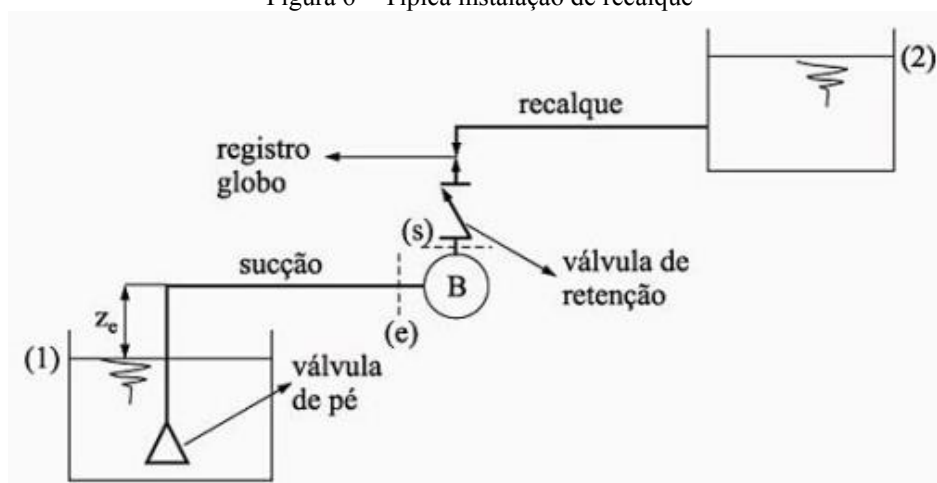 Figura 6 – Típica instalação de recalque
(2)
recalque
registro
globo
(s)
sucção
B
válvula de
retenção
z_e
(e)
(1)
válvula
de pé